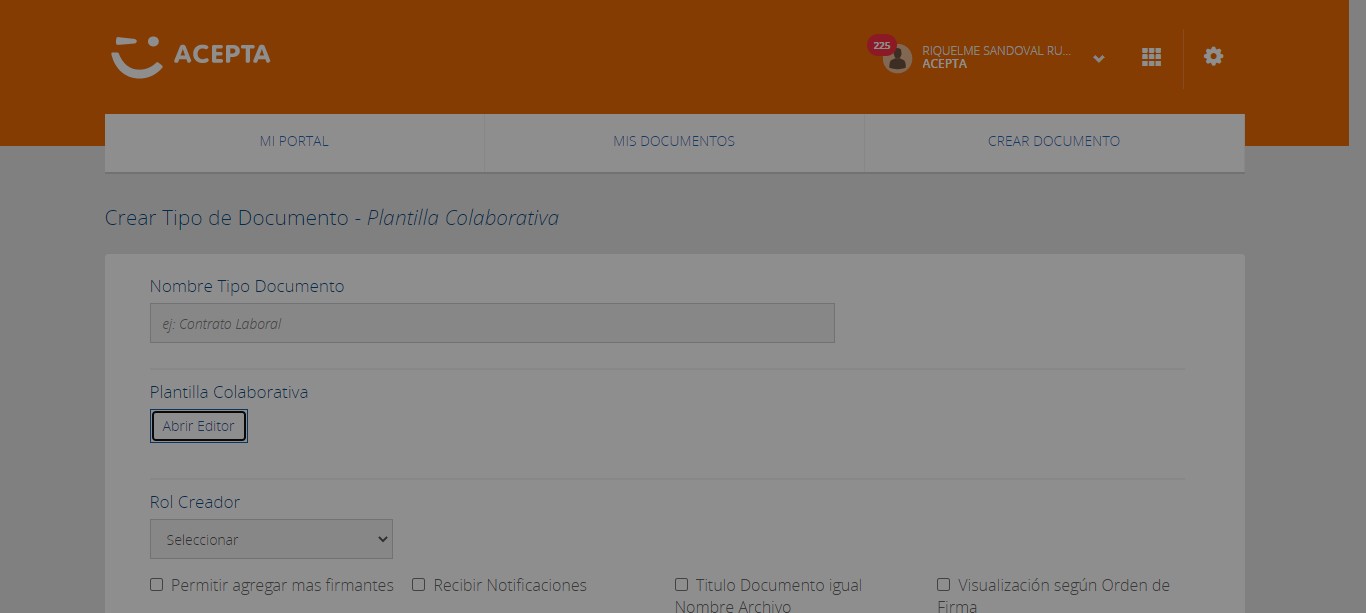 ACEPTA
225
RIQUELME SANDOVAL RU...
ACEPTA
MI PORTAL
MIS DOCUMENTOS
CREAR DOCUMENTO
Crear Tipo de Documento - Plantilla Colaborativa
Nombre Tipo Documento
ej: Contrato Laboral
Plantilla Colaborativa
Abrir Editor
Rol Creador
Seleccionar
Permitir agregar mas firmantes
Recibir Notificaciones
Titulo Documento igual
Nombre Archivo
Visualización según Orden de
Firma